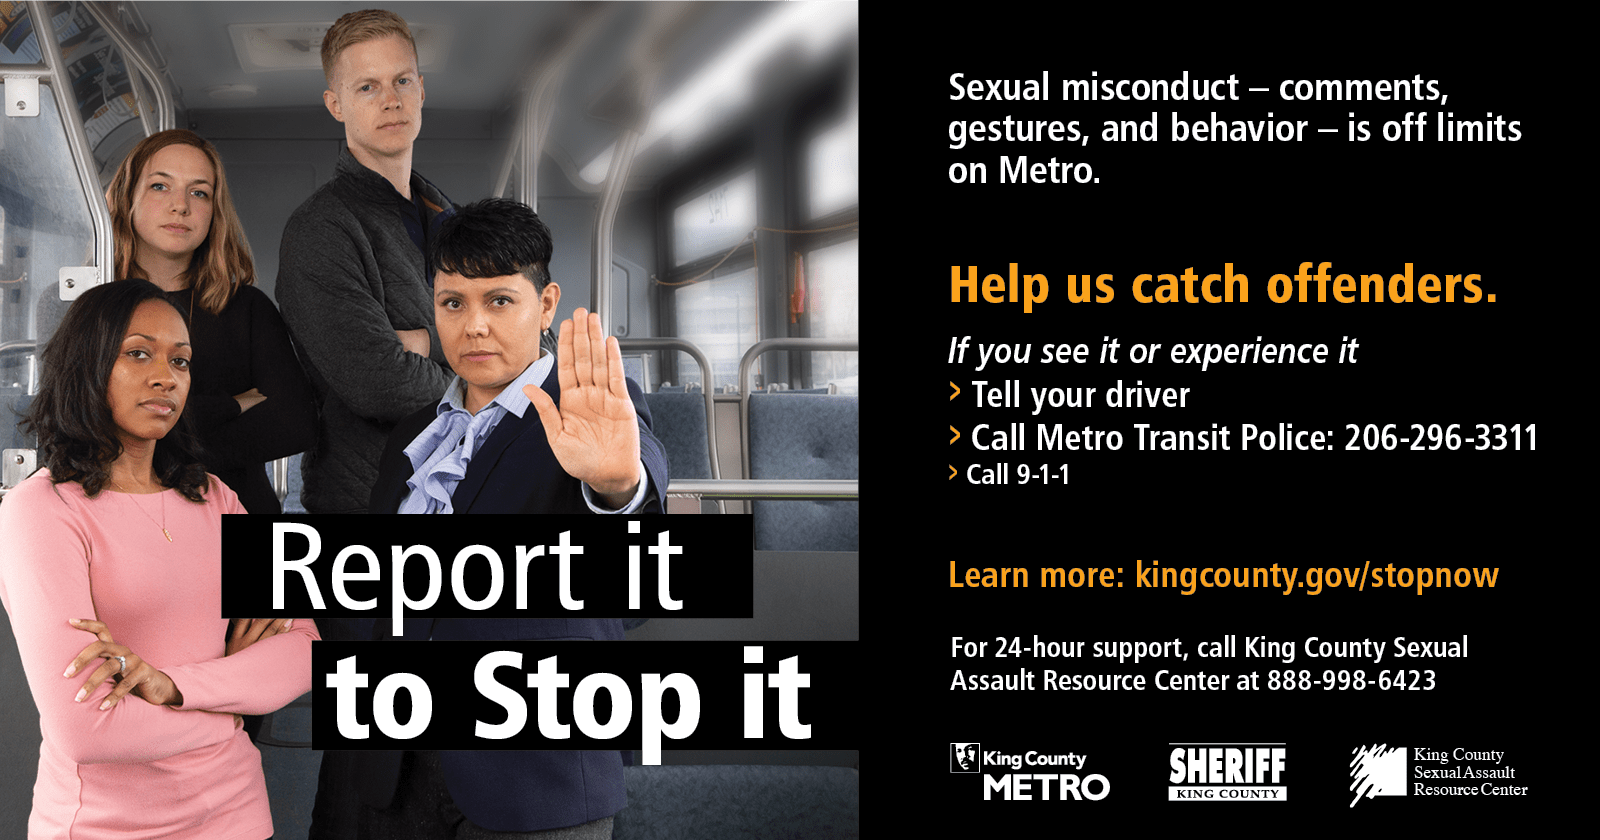 Report it
to Stop it
Sexual misconduct – comments,
gestures, and behavior – is off limits
on Metro.
Help us catch offenders.
If you see it or experience it
> Tell your driver
> Call Metro Transit Police: 206-296-3311
> Call 9-1-1
Learn more: kingcounty.gov/stopnow
For 24-hour support, call King County Sexual
Assault Resource Center at 888-998-6423
King County
METRO
SHERIFF
KING COUNTY
King County
Sexual Assault
Resource Center